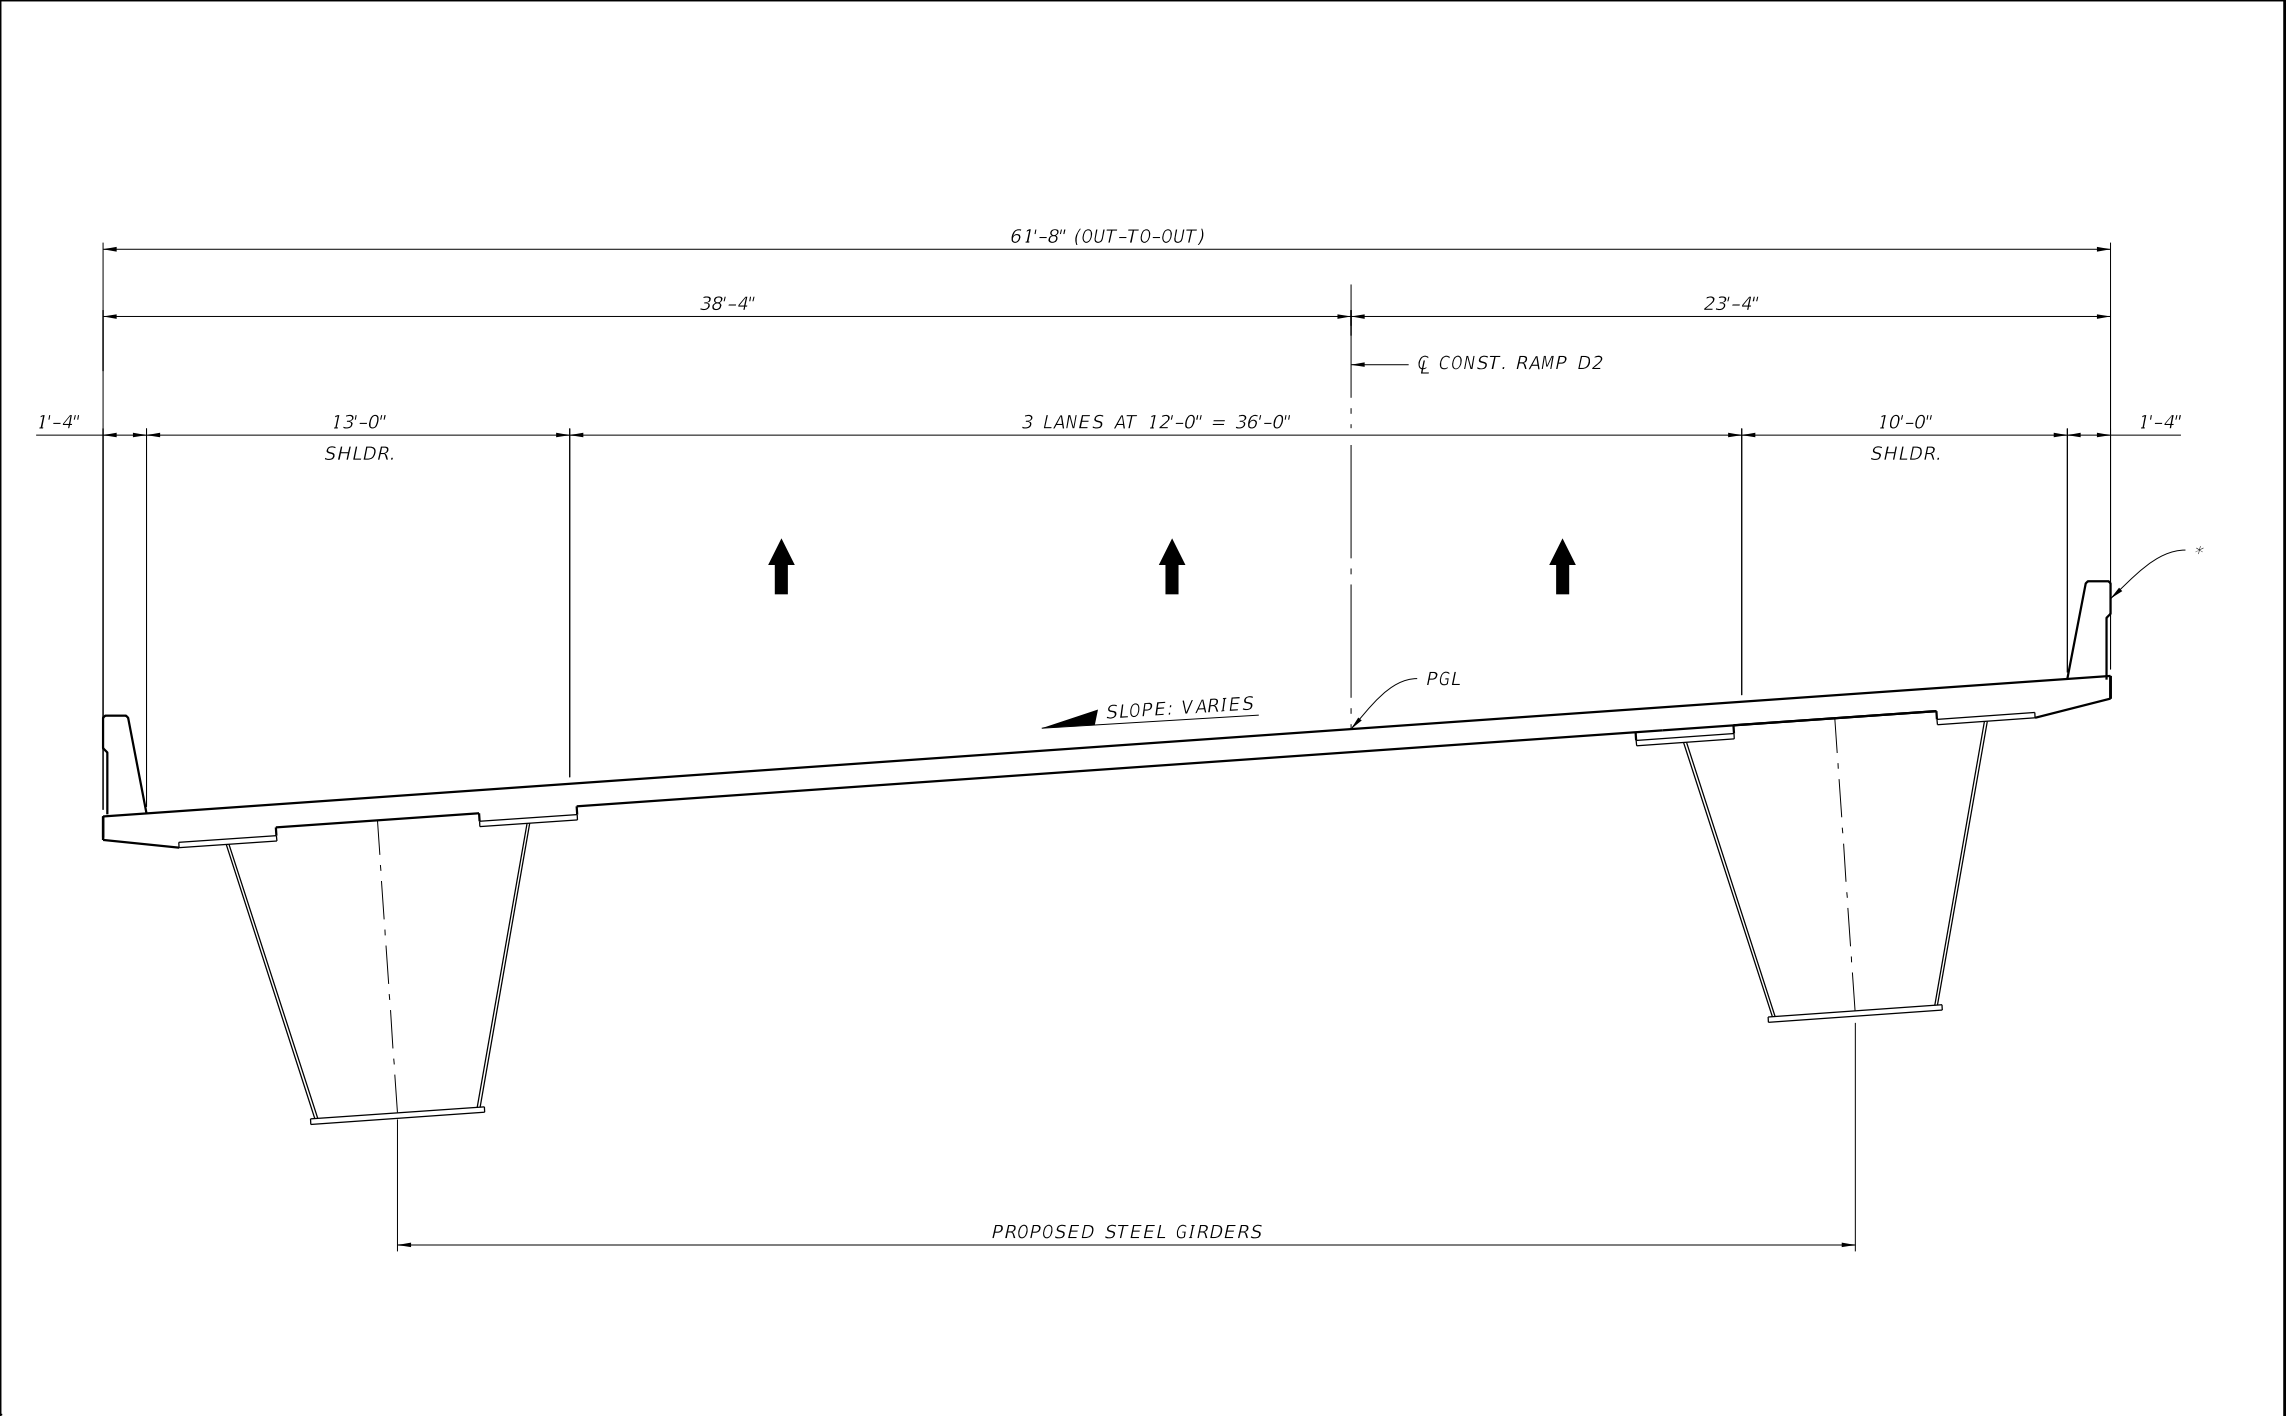 61'-8" (OUT-TO-OUT)
38'-4"
23'-4"
℄ CONST. RAMP D2
1'-4"
13'-0"
3 LANES AT 12'-0" = 36'-0"
10'-0"
1'-4"
SHLDR.
SHLDR.
*
PGL
SLOPE: VARIES
PROPOSED STEEL GIRDERS